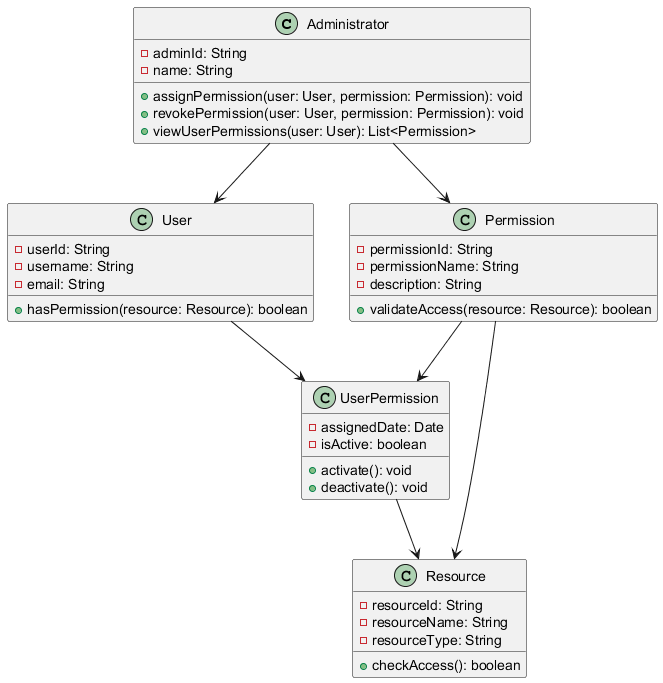 C Administrator
adminId: String
name: String
assignPermission(user: User, permission: Permission): void
revokePermission(user: User, permission: Permission): void
viewUserPermissions(user: User): List<Permission>
C User
userId: String
username: String
email: String
hasPermission(resource: Resource): boolean
C Permission
permissionId: String
permissionName: String
description: String
validateAccess(resource: Resource): boolean
C UserPermission
assignedDate: Date
isActive: boolean
activate(): void
deactivate(): void
C Resource
resourceId: String
resourceName: String
resourceType: String
checkAccess(): boolean